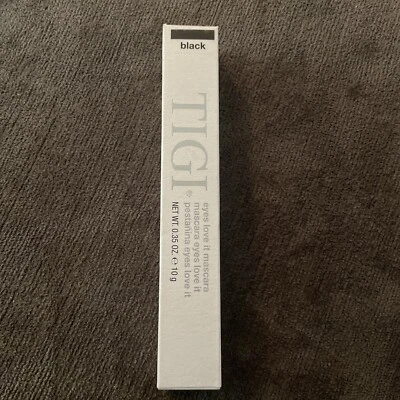 black
TIGI®
eyes love it mascara
mascara eyes love it
pestañina eyes love it
NET WT. 0.35 OZ. ℮ 10 g